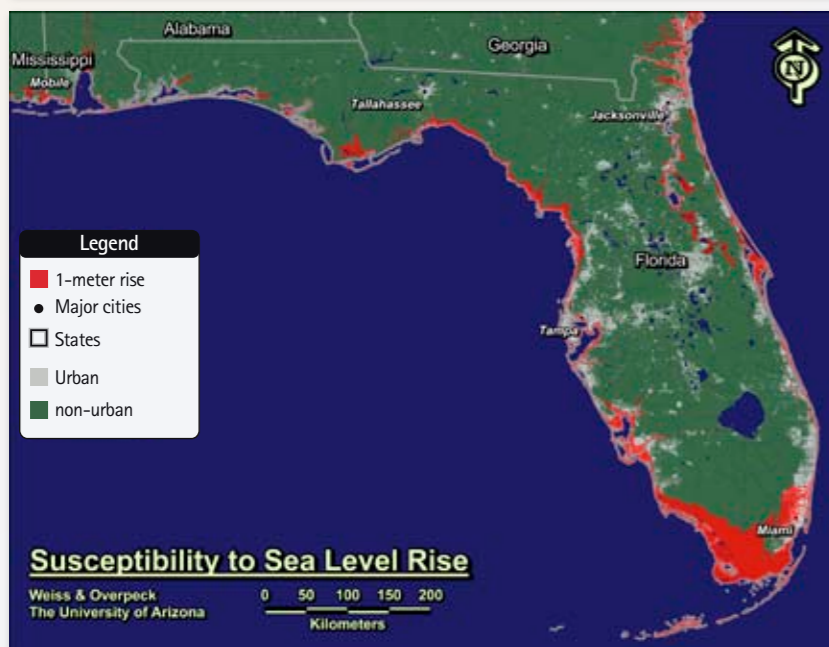 Alabama
Georgia
Mississippi
Mobile
Tallahassee
Jacksonville
N
Legend
1-meter rise
Major cities
States
Urban
non-urban
Florida
Tampa
Miami
Susceptibility to Sea Level Rise
Weiss & Overpeck
The University of Arizona
0 50 100 150 200
Kilometers